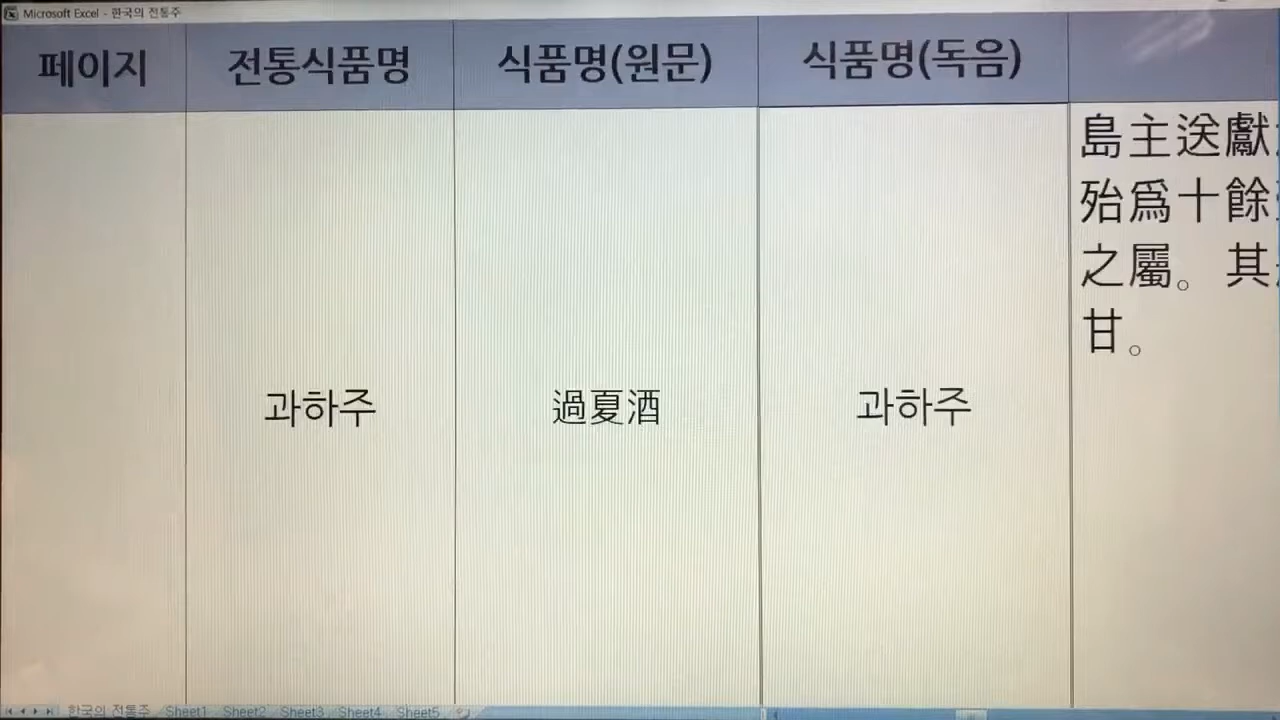 Microsoft Excel - 한국의 전통주
페이지 전통식품명 식품명(원문) 식품명(독음)
島主送獻
殆爲十餘
之屬。其
甘。
과하주 過夏酒 과하주
한국의 전통주 Sheet1 Sheet2 Sheet3 Sheet4 Sheet5